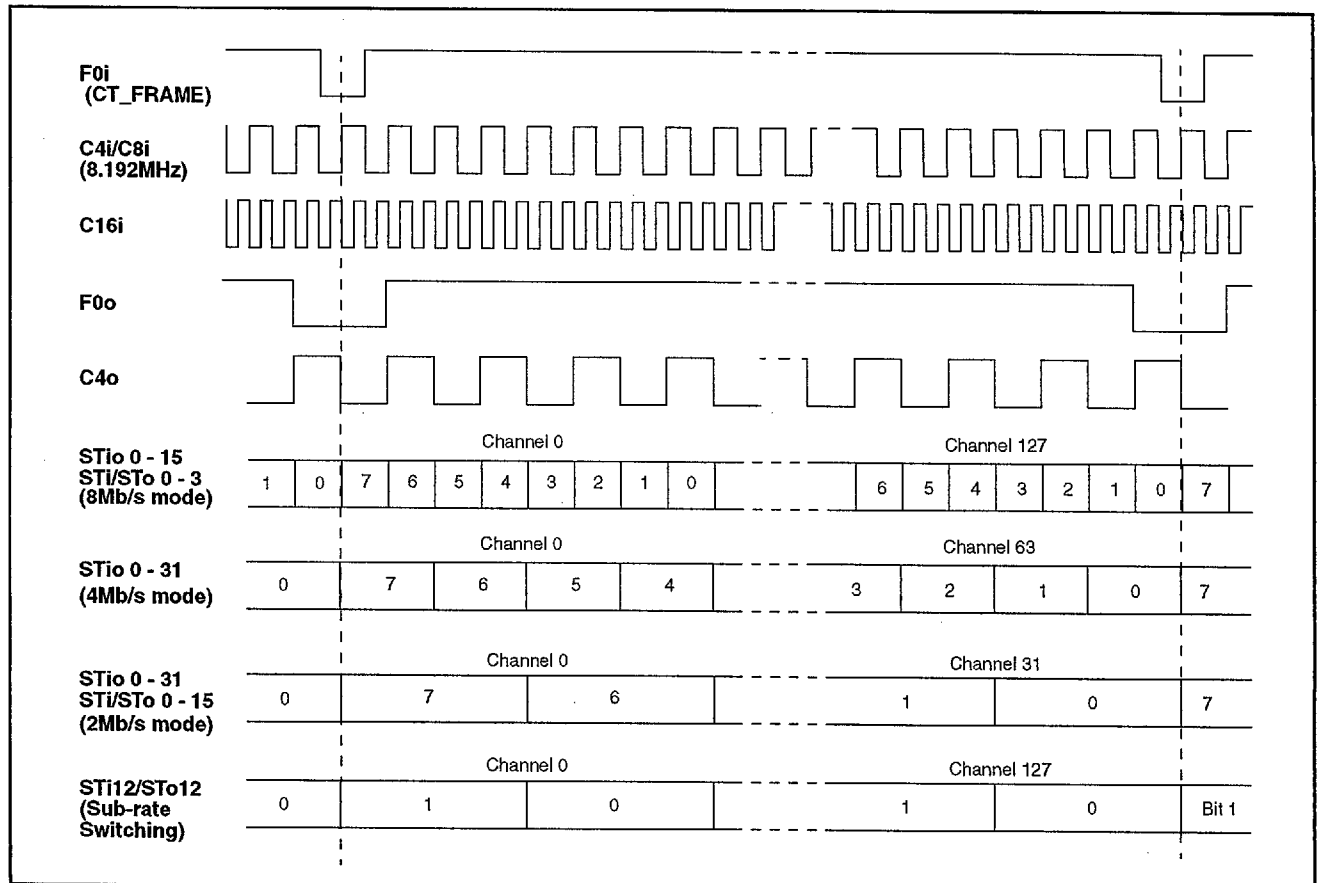 F0i
(CT_FRAME)
C4i/C8i
(8.192MHz)
C16i
F0o
C4o
Channel 0 Channel 127
STio 0 - 15
STi/STo 0 - 3
(8Mb/s mode)
1 0 7 6 5 4 3 2 1 0 6 5 4 3 2 1 0 7
Channel 0 Channel 63
STio 0 - 31
(4Mb/s mode)
0 7 6 5 4 3 2 1 0 7
Channel 0 Channel 31
STio 0 - 31
STi/STo 0 - 15
(2Mb/s mode)
0 7 6 1 0 7
Channel 0 Channel 127
STi12/STo12
(Sub-rate
Switching)
0 1 0 1 0 Bit 1